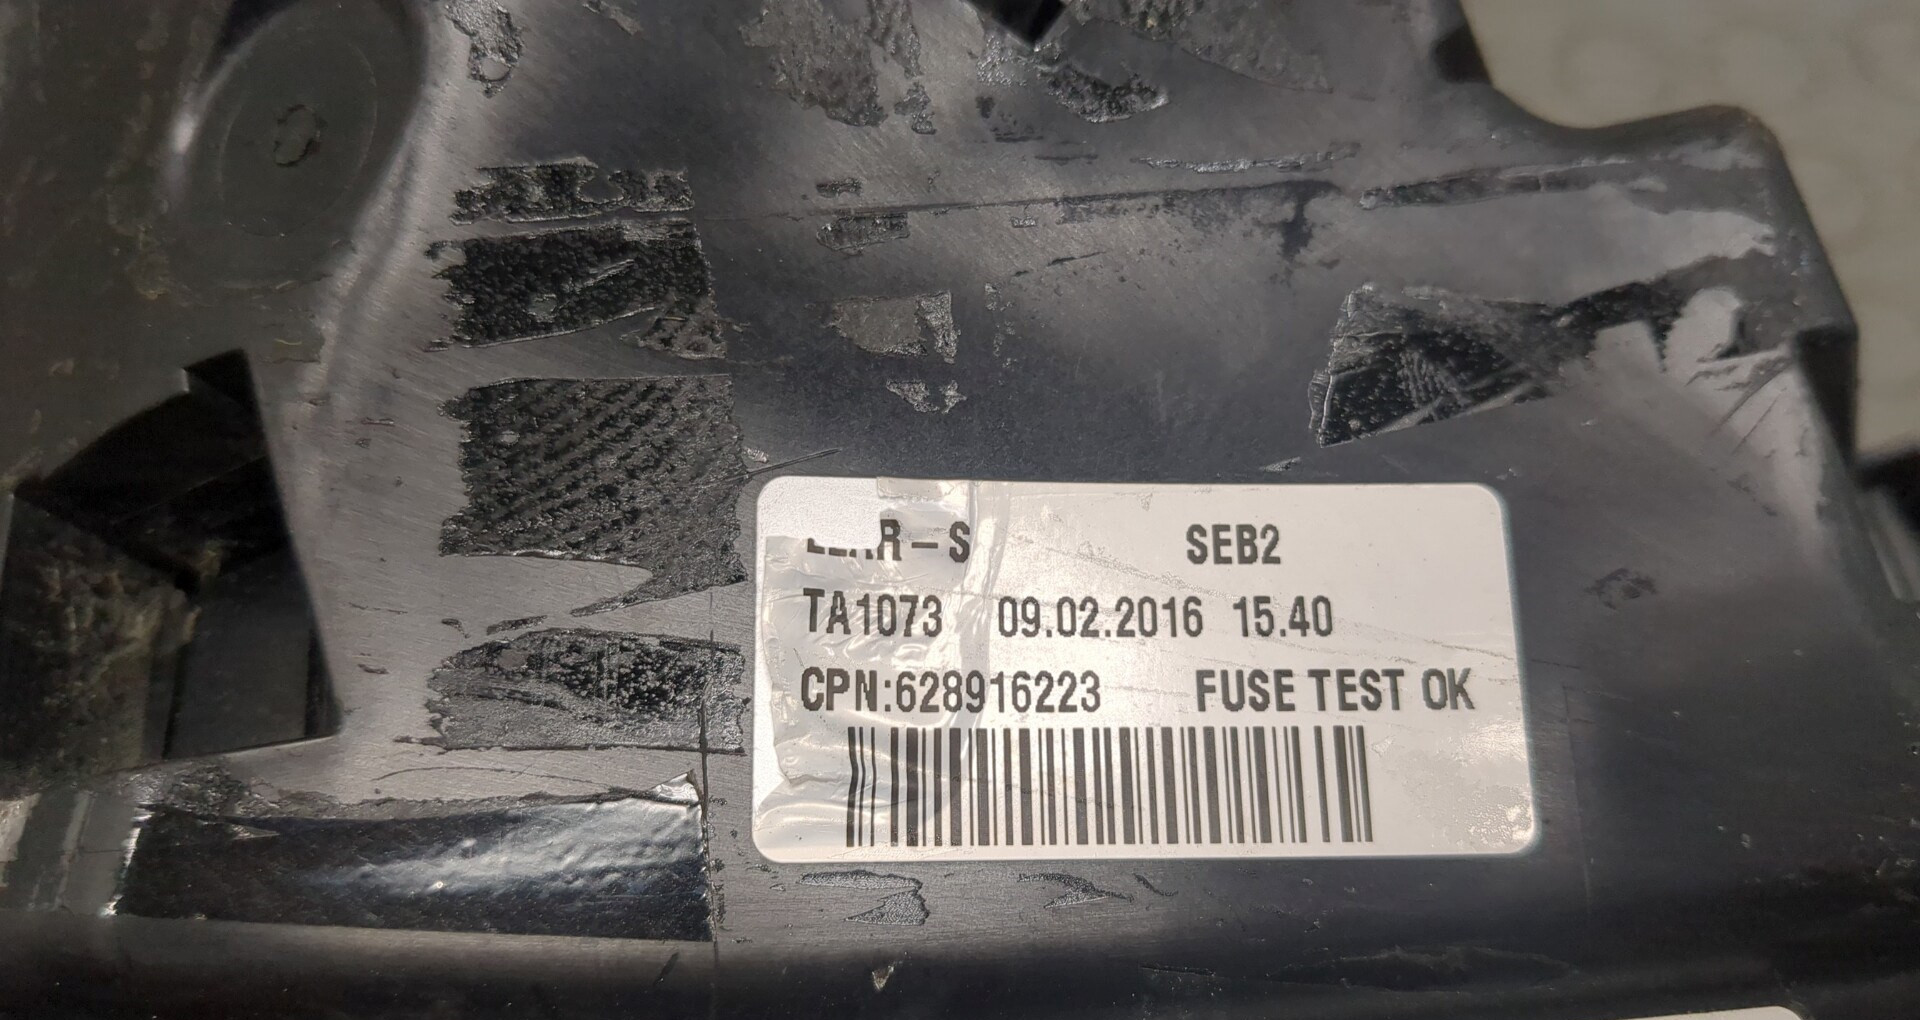 R-S SEB2
TA1073 09.02.2016 15.40
CPN:628916223 FUSE TEST OK